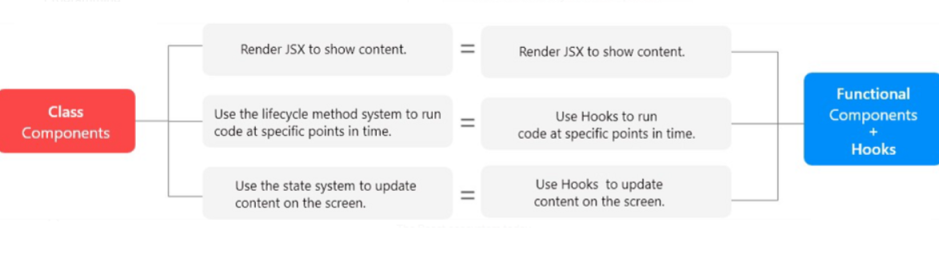 Render JSX to show content.
=
Render JSX to show content.
Class
Components
Use the lifecycle method system to run
code at specific points in time.
=
Use Hooks to run
code at specific points in time.
Functional
Components
+
Hooks
Use the state system to update
content on the screen.
=
Use Hooks to update
content on the screen.